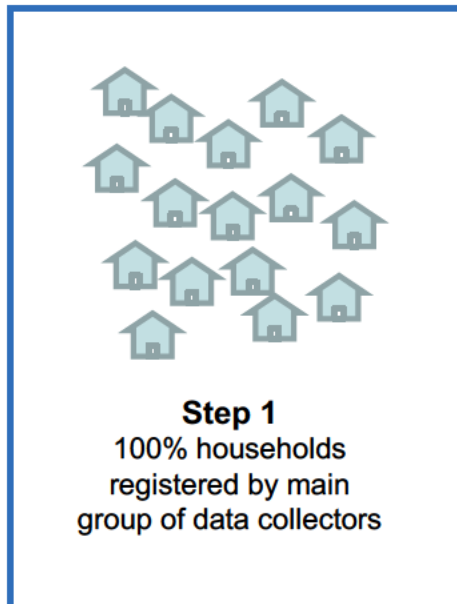 Step 1
100% households
registered by main
group of data collectors